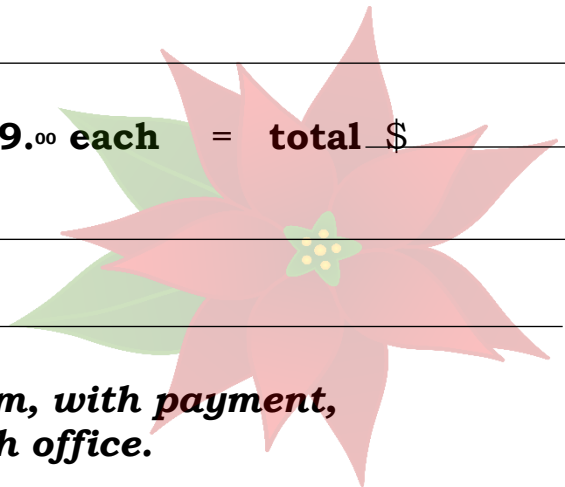 9.00 each = total $
m, with payment,
h office.